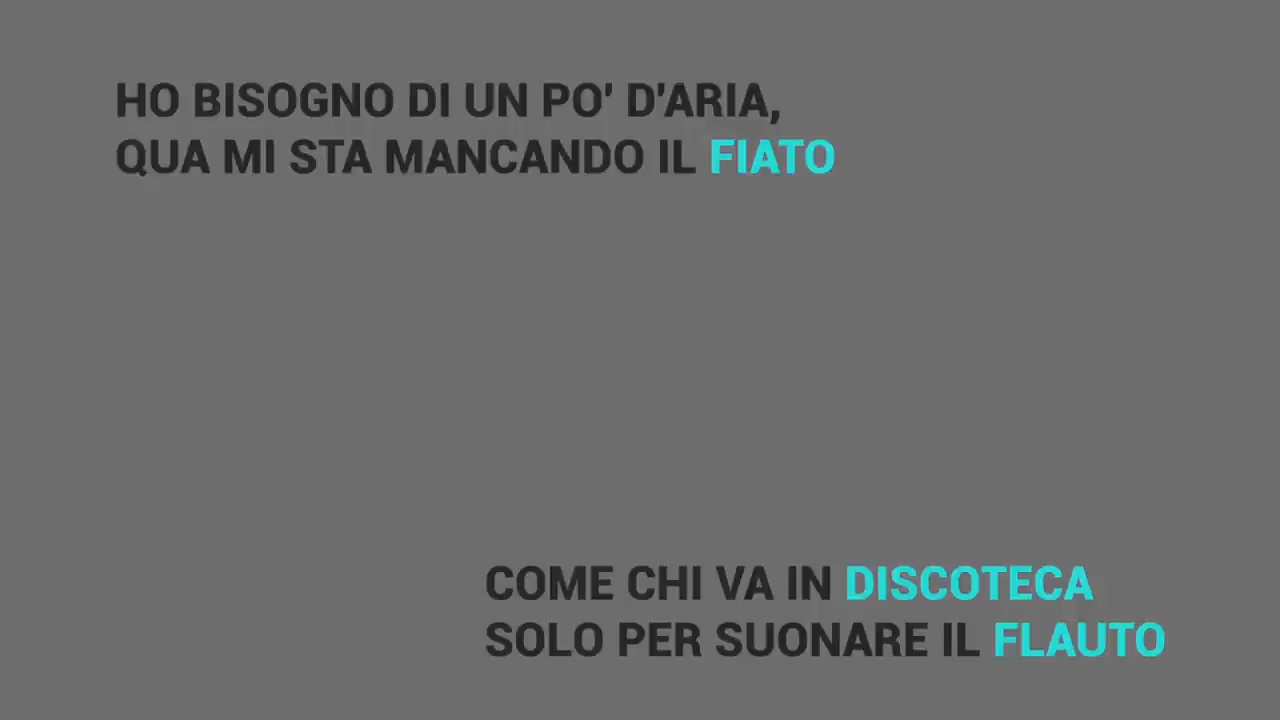 HO BISOGNO DI UN PO' D'ARIA,
QUA MI STA MANCANDO IL FIATO
COME CHI VA IN DISCOTECA
SOLO PER SUONARE IL FLAUTO